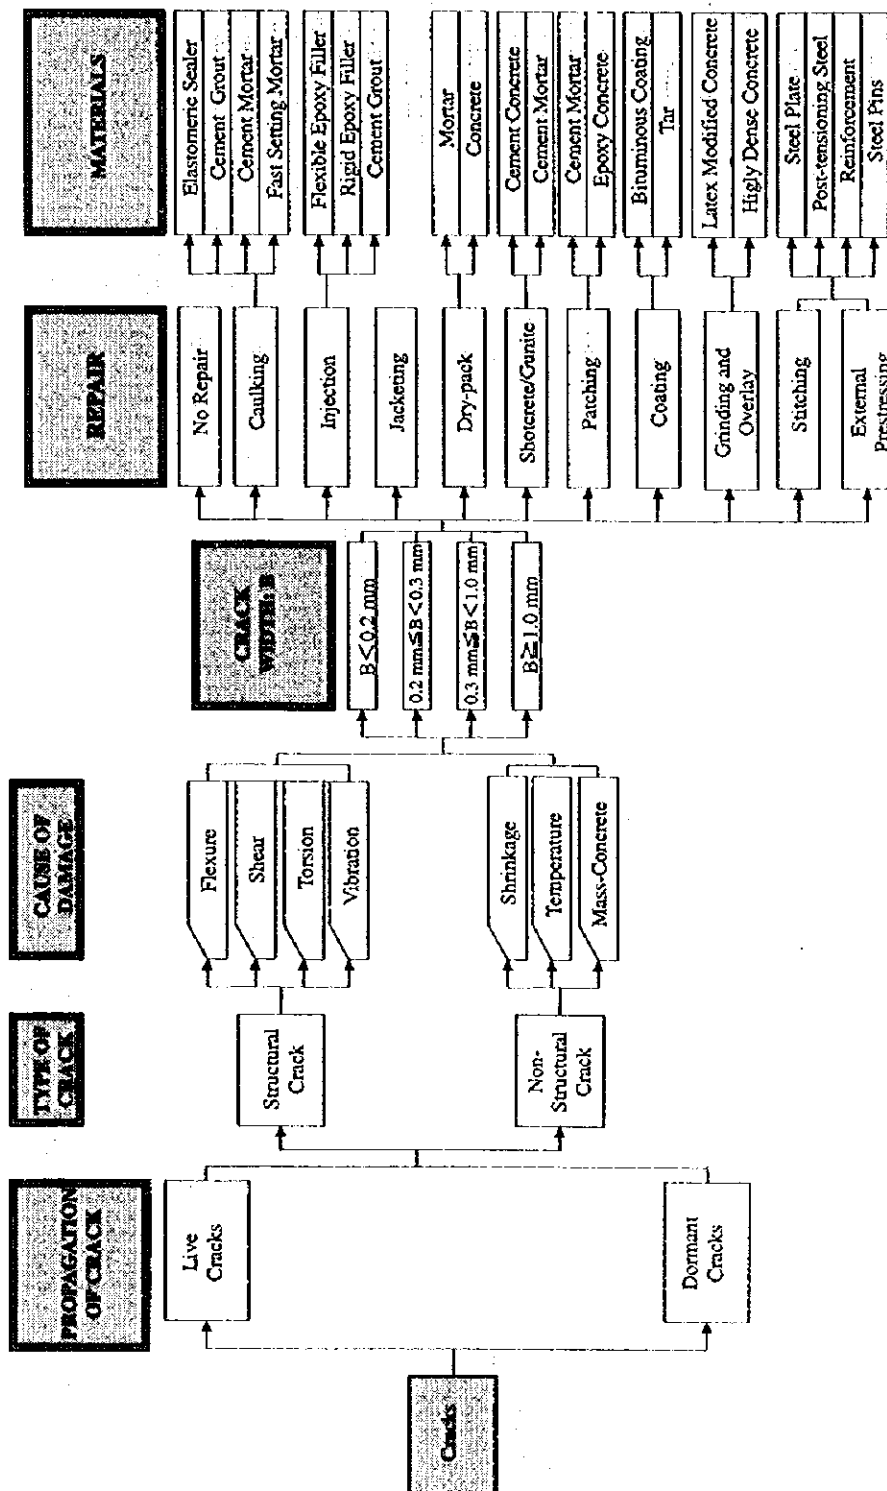 PROPAGATION
OF CRACK
TYPE OF
CRACK
CAUSE OF
DAMAGE
CRACK
WIDTH: B
REPAIR
MATERIALS
Cracks
Live
Cracks
Dormant
Cracks
Structural
Crack
Non-
Structural
Crack
Flexure
Shear
Torsion
Vibration
Shrinkage
Temperature
Mass-Concrete
B<0.2 mm
0.2 mm≦B<0.3 mm
0.3 mm≦B<1.0 mm
B≧1.0 mm
No Repair
Caulking
Injection
Jacketing
Dry-pack
Shotcrete/Gunite
Patching
Coating
Grinding and
Overlay
Stitching
External
Prestressing
Elastomeric Sealer
Cement Grout
Cement Mortar
Fast Setting Mortar
Flexible Epoxy Filler
Rigid Epoxy Filler
Cement Grout
Mortar
Concrete
Cement Concrete
Cement Mortar
Cement Mortar
Epoxy Concrete
Bituminous Coating
Tar
Latex Modified Concrete
Higly Dense Concrete
Steel Plate
Post-tensioning Steel
Reinforcement
Steel Pins